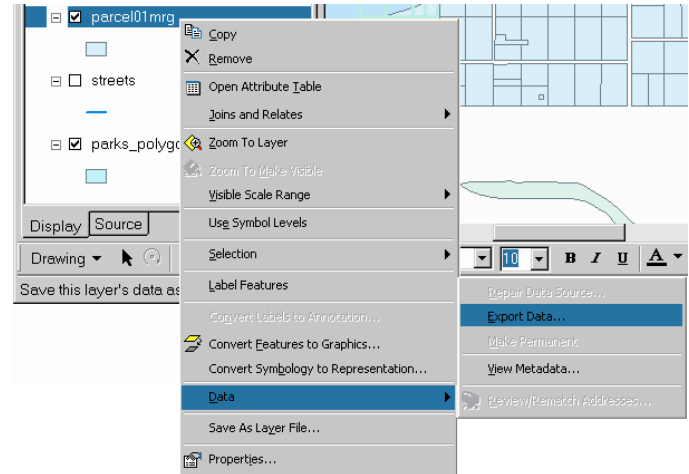 parcel01mrg
streets
parks_polygo
Display Source
Drawing
Save this layer's data as
Copy
Remove
Open Attribute Table
Joins and Relates
Zoom To Layer
Zoom To Make Visible
Visible Scale Range
Use Symbol Levels
Selection
Label Features
Convert Labels to Annotation...
Convert Features to Graphics...
Convert Symbology to Representation...
Data
Save As Layer File...
Properties...
10 B I U A
Repair Data Source...
Export Data...
Make Permanent
View Metadata...
Review/Rematch Addresses...